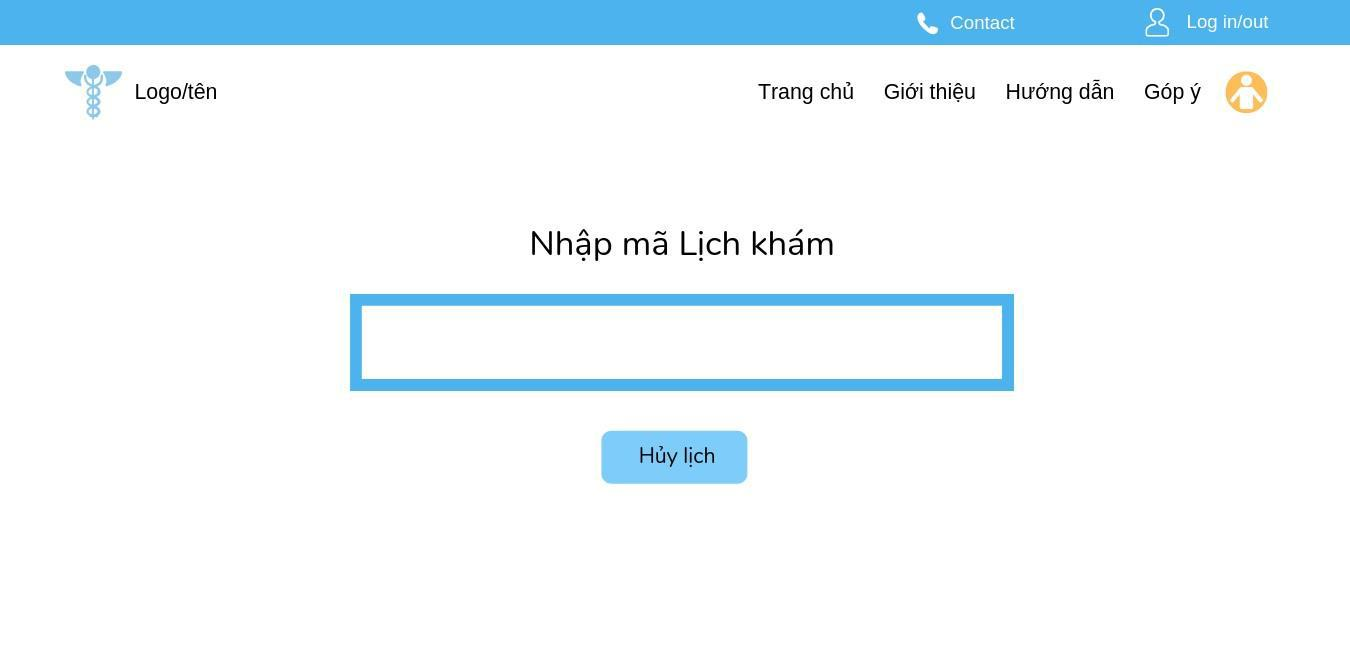 Contact
Log in/out
Logo/tên
Trang chủ
Giới thiệu
Hướng dẫn
Góp ý
Nhập mã Lịch khám
Hủy lịch